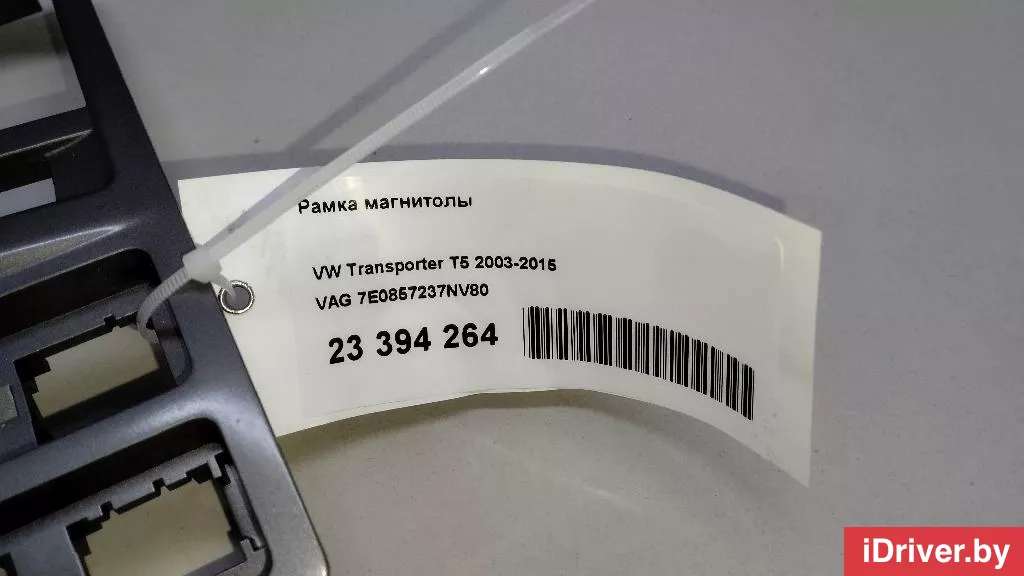 Рамка магнитолы
VW Transporter T5 2003-2015
VAG 7E0857237NV80
23 394 264
iDriver.by